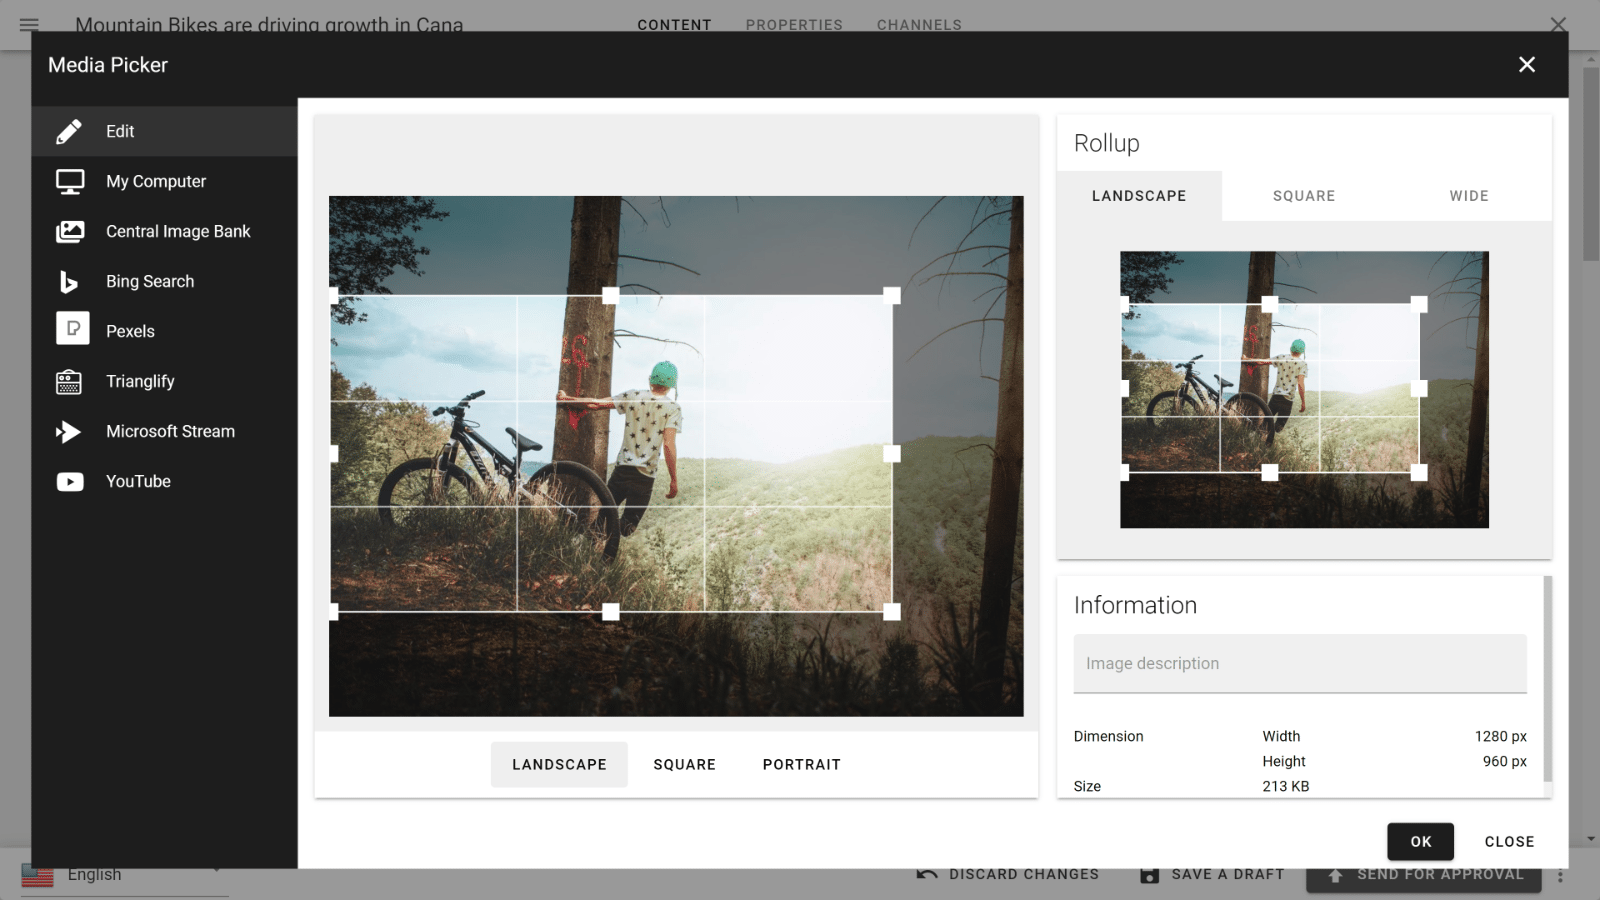 Mountain Bikes are driving growth in Cana
CONTENT
PROPERTIES
CHANNELS
Media Picker
Edit
My Computer
Central Image Bank
Bing Search
Pexels
Trianglify
Microsoft Stream
YouTube
LANDSCAPE
SQUARE
PORTRAIT
Rollup
LANDSCAPE
SQUARE
WIDE
Information
Image description
Dimension Width 1280 px
Height 960 px
Size 213 KB
OK
CLOSE
English
DISCARD CHANGES
SAVE A DRAFT
SEND FOR APPROVAL